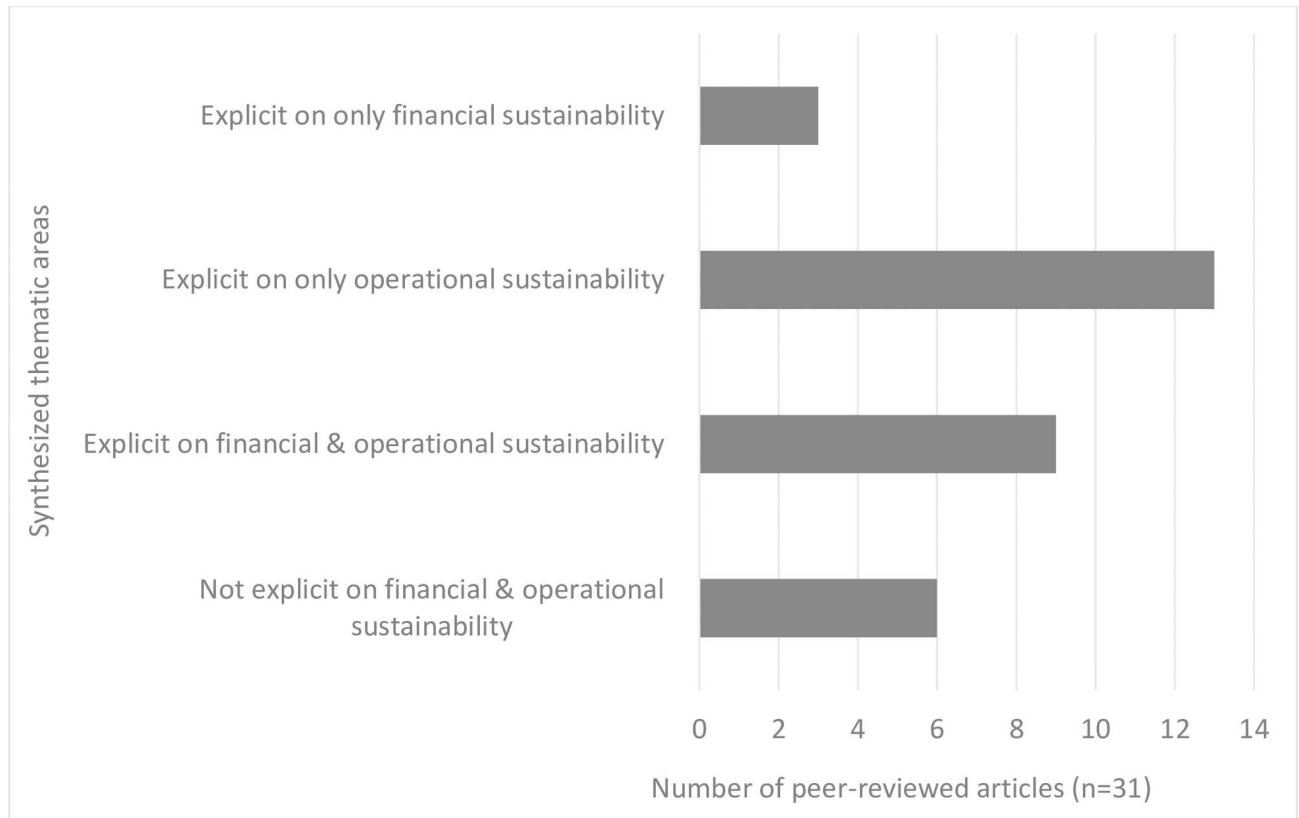 Synthesized thematic areas
Explicit on only financial sustainability
Explicit on only operational sustainability
Explicit on financial & operational sustainability
Not explicit on financial & operational
sustainability
0 2 4 6 8 10 12 14
Number of peer-reviewed articles (n=31)